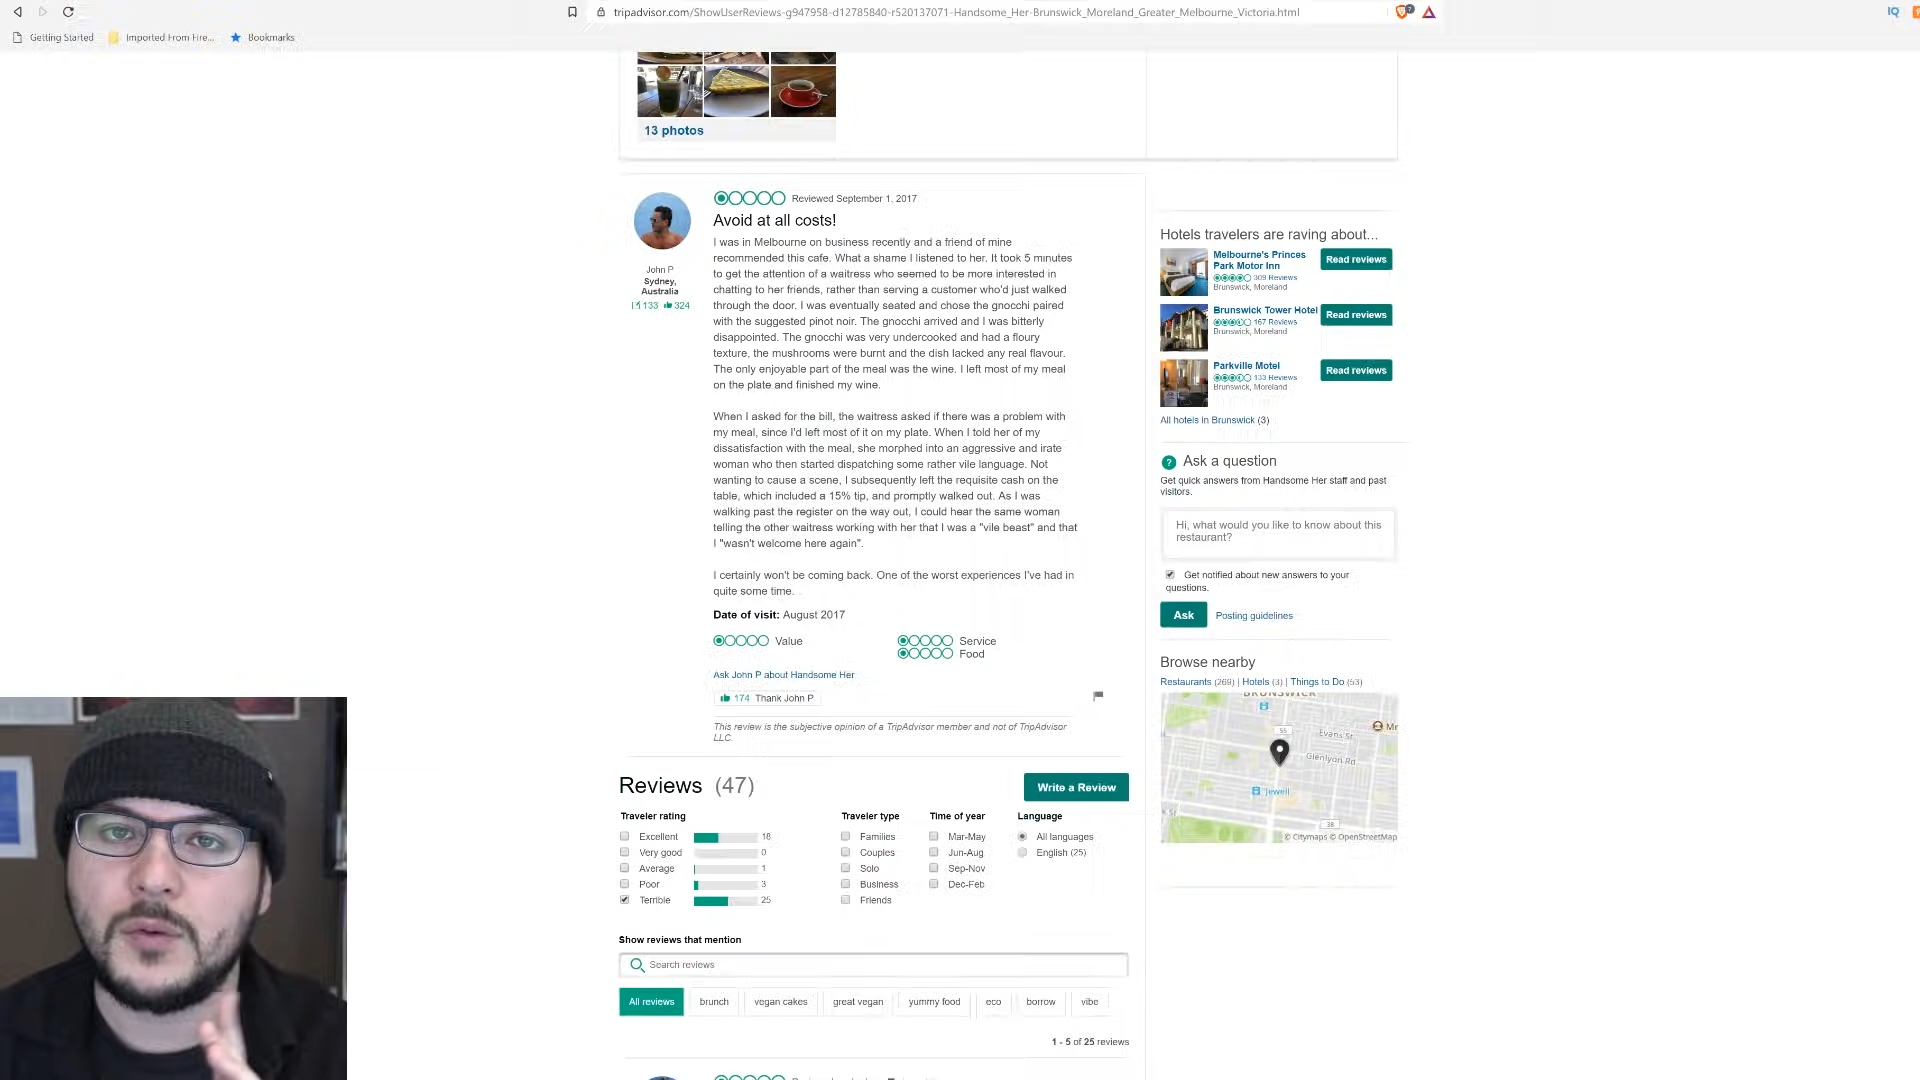 tripadvisor.com/ShowUserReviews-g947958-d12785840-r520137071-Handsome_Her-Brunswick_Moreland_Greater_Melbourne_Victoria.html
IQ
Getting Started
Imported From Fire...
Bookmarks
13 photos
Reviewed September 1, 2017
Avoid at all costs!
John P
Sydney,
Australia
133 324
I was in Melbourne on business recently and a friend of mine
recommended this cafe. What a shame I listened to her. It took 5 minutes
to get the attention of a waitress who seemed to be more interested in
chatting to her friends, rather than serving a customer who'd just walked
through the door. I was eventually seated and chose the gnocchi paired
with the suggested pinot noir. The gnocchi arrived and I was bitterly
disappointed. The gnocchi was very undercooked and had a floury
texture, the mushrooms were burnt and the dish lacked any real flavour.
The only enjoyable part of the meal was the wine. I left most of my meal
on the plate and finished my wine.
When I asked for the bill, the waitress asked if there was a problem with
my meal, since I'd left most of it on my plate. When I told her of my
dissatisfaction with the meal, she morphed into an aggressive and irate
woman who then started dispatching some rather vile language. Not
wanting to cause a scene, I subsequently left the requisite cash on the
table, which included a 15% tip, and promptly walked out. As I was
walking past the register on the way out, I could hear the same woman
telling the other waitress working with her that I was a "vile beast" and that
I "wasn't welcome here again".
I certainly won't be coming back. One of the worst experiences I've had in
quite some time.
Date of visit: August 2017
Value
Service
Food
Ask John P about Handsome Her
174 Thank John P
This review is the subjective opinion of a TripAdvisor member and not of TripAdvisor
LLC.
Reviews (47)
Write a Review
Traveler rating
Excellent 18
Very good 0
Average 1
Poor 3
Terrible 25
Traveler type
Families
Couples
Solo
Business
Friends
Time of year
Mar-May
Jun-Aug
Sep-Nov
Dec-Feb
Language
All languages
English (25)
Show reviews that mention
Search reviews
All reviews
brunch
vegan cakes
great vegan
yummy food
eco
borrow
vibe
1 - 5 of 25 reviews
Hotels travelers are raving about...
Melbourne's Princes
Park Motor Inn
309 Reviews
Brunswick, Moreland
Read reviews
Brunswick Tower Hotel
167 Reviews
Brunswick, Moreland
Read reviews
Parkville Motel
133 Reviews
Brunswick, Moreland
Read reviews
All hotels in Brunswick (3)
? Ask a question
Get quick answers from Handsome Her staff and past
visitors.
Hi, what would you like to know about this
restaurant?
Get notified about new answers to your
questions.
Ask
Posting guidelines
Browse nearby
Restaurants (269) | Hotels (3) | Things to Do (53)
BRUNSWICK
55
Evans St
Glenlyon Rd
Jewell
38
© Citymaps © OpenStreetMap